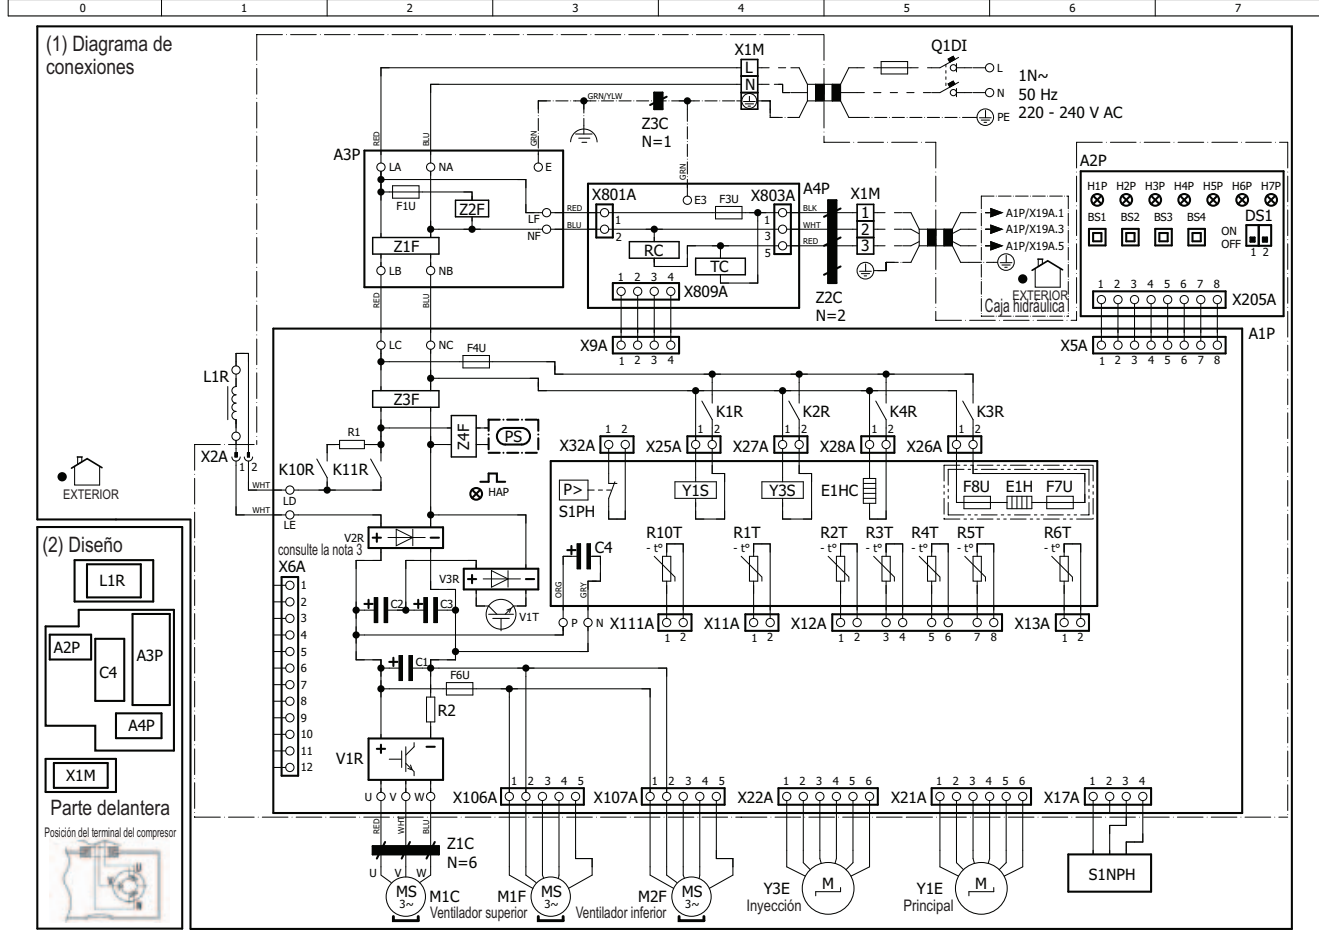 0 1 2 3 4 5 6 7
(1) Diagrama de
conexiones
X1M
L
N
Q1DI
L
N
PE
1N~
50 Hz
220 - 240 V AC
GRN/YLW
Z3C
N=1
RED
BLU
GRN
GRN
A3P
LA
NA
E
F1U
Z2F
Z1F
LF
NF
LB
NB
RED
BLU
RED
BLU
X801A
1
2
E3
F3U
X803A
1
3
5
RC
TC
1 2 3 4
X809A
A4P
BLK
WHT
RED
X1M
1
2
3
Z2C
N=2
A1P/X19A.1
A1P/X19A.3
A1P/X19A.5
EXTERIOR
Caja hidráulica
A2P
H1P H2P H3P H4P H5P H6P H7P
BS1 BS2 BS3 BS4
DS1
ON
OFF
1 2
1 2 3 4 5 6 7 8
X205A
X5A
1 2 3 4 5 6 7 8
A1P
X9A
1 2 3 4
LC
NC
F4U
Z3F
Z4F
PS
HAP
L1R
X2A
1 2
R1
K10R K11R
WHT
LD
WHT
LE
EXTERIOR
K1R
K2R
K4R
K3R
X32A
1 2
X25A
1 2
X27A
1 2
X28A
1 2
X26A
1 2
P>
S1PH
Y1S
Y3S
E1HC
F8U E1H F7U
V2R
+ -
consulte la nota 3
V3R
+ -
V1T
C2
C3
C4
ORG
GRY
P
N
R10T
- t°
R1T
- t°
R2T
- t°
R3T
- t°
R4T
- t°
R5T
- t°
R6T
- t°
X111A
1 2
X11A
1 2
X12A
1 2 3 4 5 6 7 8
X13A
1 2
X6A
1
2
3
4
5
6
7
8
9
10
11
12
C1
F6U
R2
V1R
+ -
U V W
RED
WHT
BLU
Z1C
N=6
U V W
MS
3~
M1C
X106A
1 2 3 4 5
M1F
MS
3~
Ventilador superior
X107A
1 2 3 4 5
M2F
MS
3~
Ventilador inferior
X22A
1 2 3 4 5 6
Y3E
Inyección
M
X21A
1 2 3 4 5 6
Y1E
Principal
M
X17A
1 2 3 4
S1NPH
(2) Diseño
L1R
A2P
C4
A3P
A4P
X1M
Parte delantera
Posición del terminal del compresor